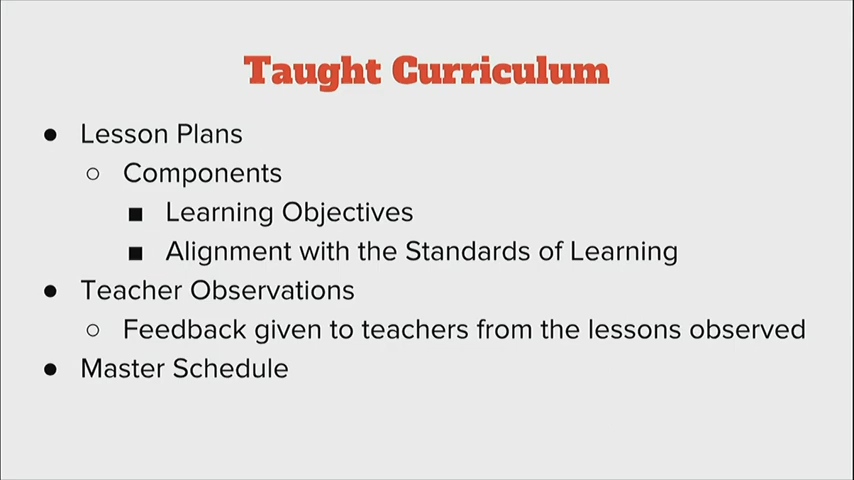 Taught Curriculum
● Lesson Plans
○ Components
■ Learning Objectives
■ Alignment with the Standards of Learning
● Teacher Observations
○ Feedback given to teachers from the lessons observed
● Master Schedule